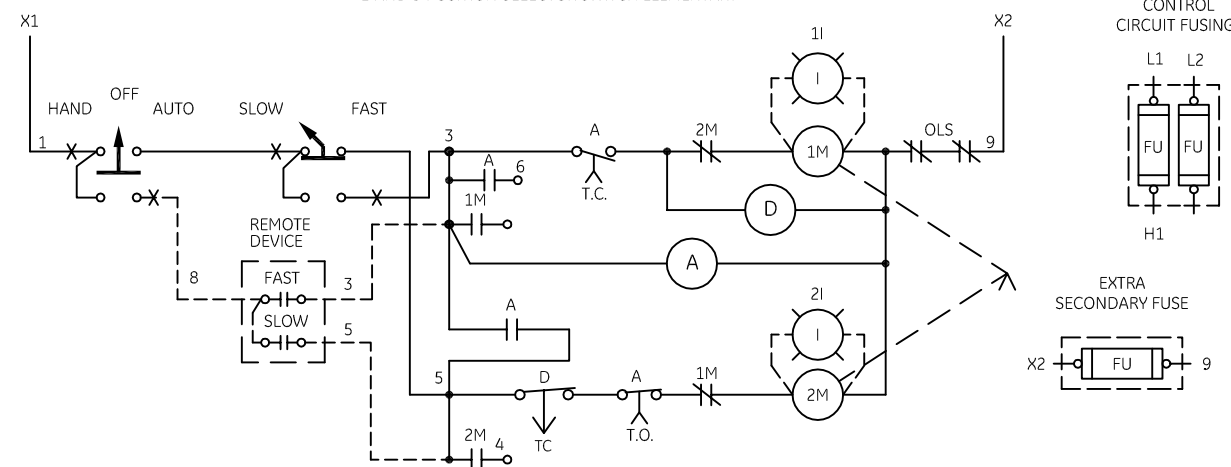 X1
X2
CONTROL
CIRCUIT FUSING
L1 L2
FU FU
H1
1I
I
HAND OFF AUTO
SLOW FAST
1
3
A
T.C.
2M
1M
OLS
9
A
6
1M
D
A
REMOTE
DEVICE
FAST
SLOW
8
3
5
A
2I
I
EXTRA
SECONDARY FUSE
X2 FU 9
5
D
TC
A
T.O.
1M
2M
2M
4